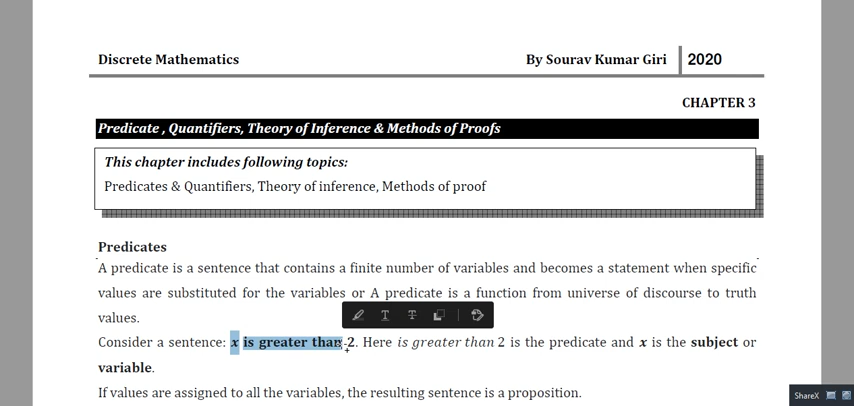 Discrete Mathematics By Sourav Kumar Giri 2020
CHAPTER 3
Predicate , Quantifiers, Theory of Inference & Methods of Proofs
This chapter includes following topics:
Predicates & Quantifiers, Theory of inference, Methods of proof
Predicates
A predicate is a sentence that contains a finite number of variables and becomes a statement when specific
values are substituted for the variables or A predicate is a function from universe of discourse to truth
values.
Consider a sentence: x is greater than 2. Here is greater than 2 is the predicate and x is the subject or
variable.
If values are assigned to all the variables, the resulting sentence is a proposition.
ShareX